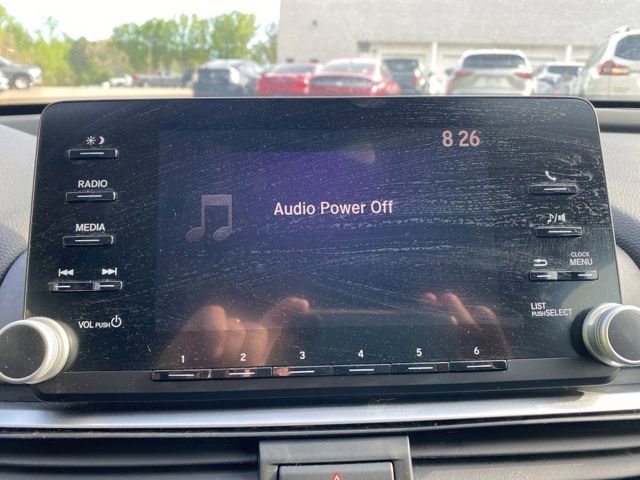 8 26
RADIO
Audio Power Off
MEDIA
CLOCK
MENU
VOL PUSH
LIST
PUSH SELECT
1 2 3 4 5 6